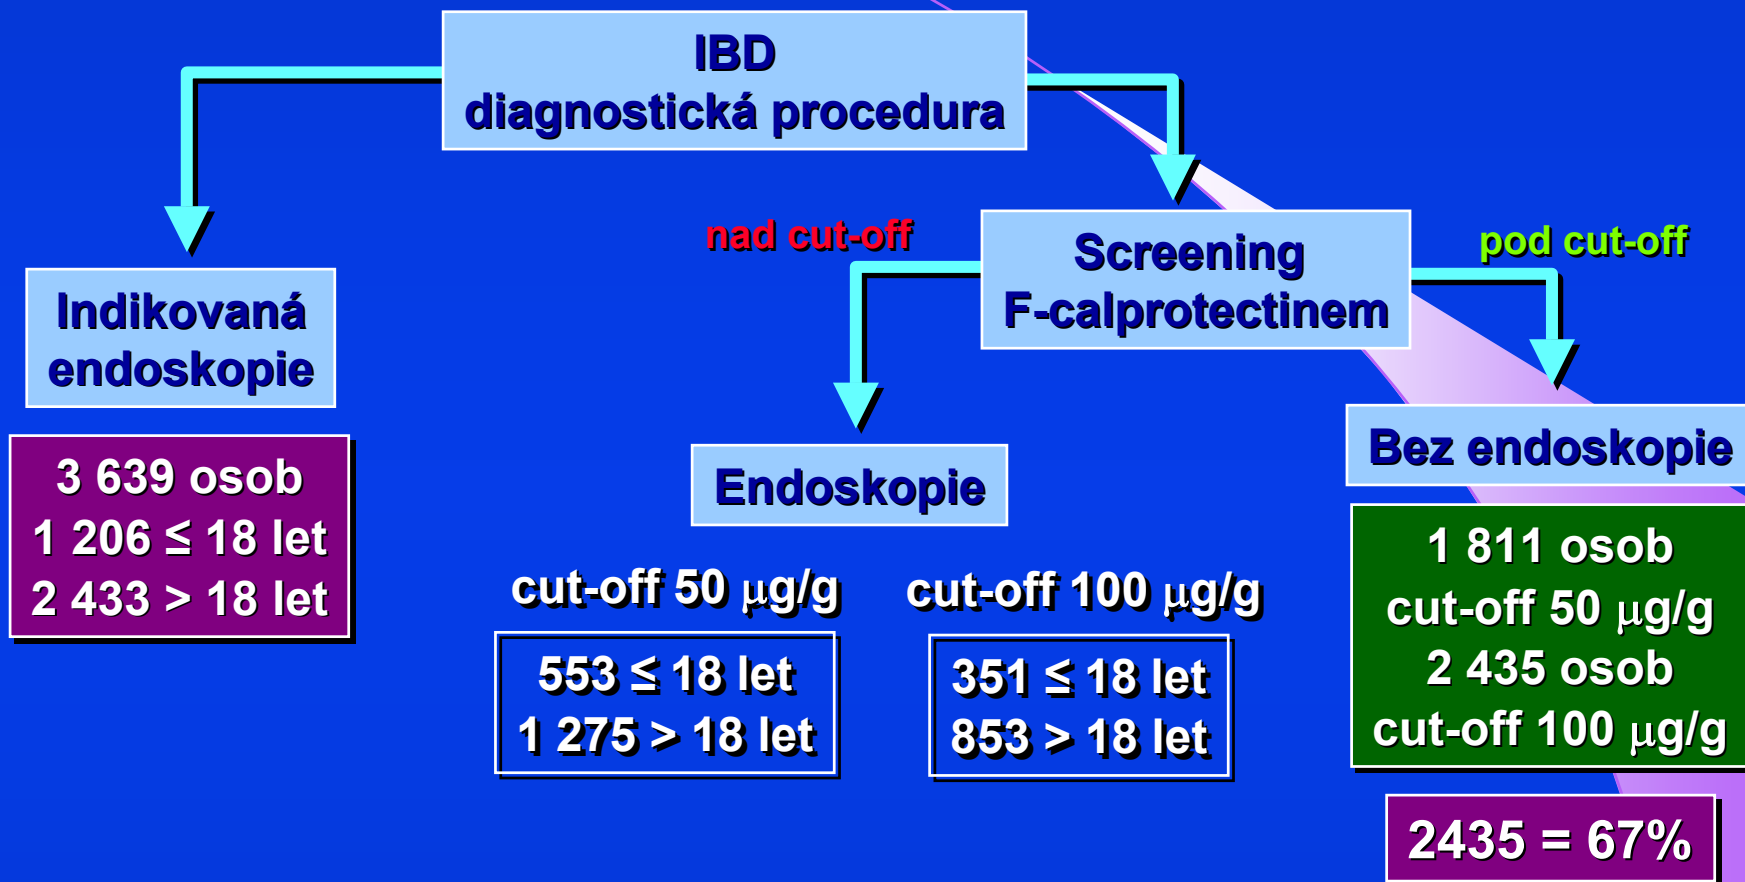 IBD
diagnostická procedura
nad cut-off
pod cut-off
Screening
F-calprotectinem
Indikovaná
endoskopie
3 639 osob
1 206 ≤ 18 let
2 433 > 18 let
Endoskopie
cut-off 50 μg/g
553 ≤ 18 let
1 275 > 18 let
cut-off 100 μg/g
351 ≤ 18 let
853 > 18 let
Bez endoskopie
1 811 osob
cut-off 50 μg/g
2 435 osob
cut-off 100 μg/g
2435 = 67%